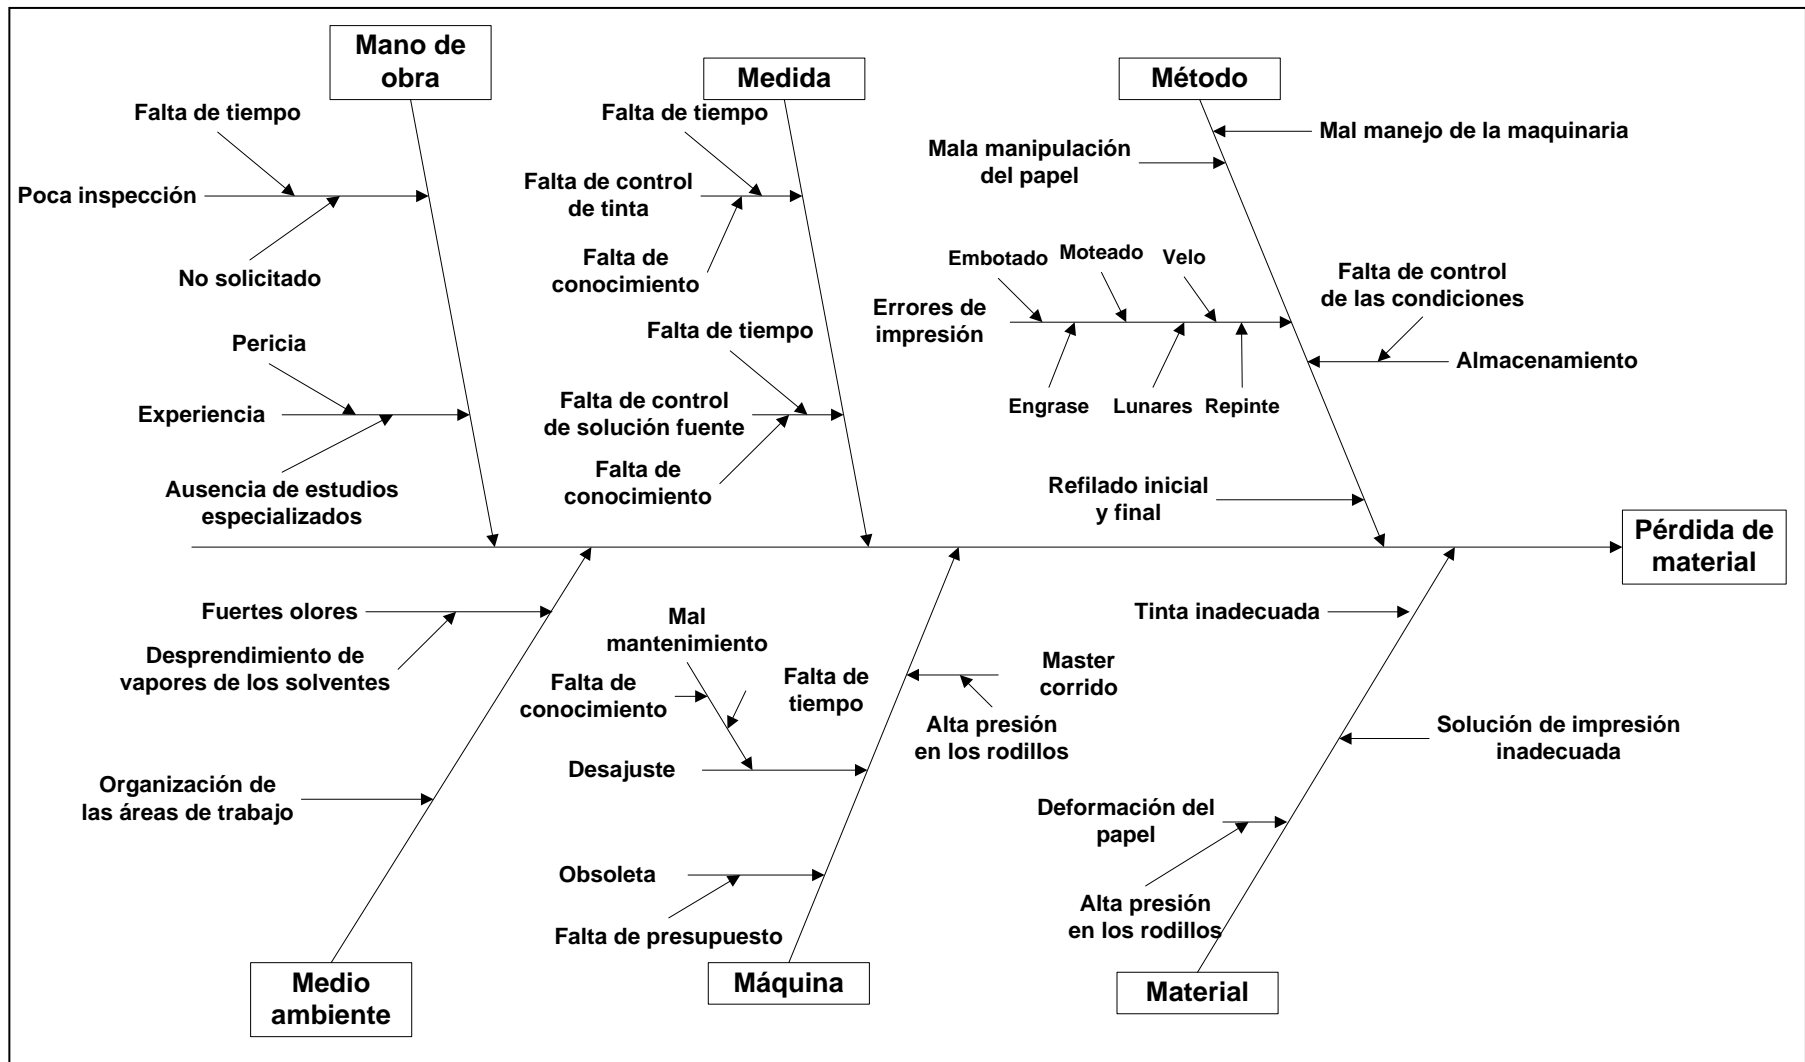 Mano de
obra
Medida
Método
Falta de tiempo
Falta de tiempo
Mal manejo de la maquinaria
Mala manipulación
del papel
Poca inspección
Falta de control
de tinta
No solicitado
Falta de
conocimiento
Embotado
Moteado
Velo
Falta de control
de las condiciones
Errores de
impresión
Pericia
Falta de tiempo
Almacenamiento
Experiencia
Falta de control
de solución fuente
Engrase
Lunares
Repinte
Ausencia de estudios
especializados
Falta de
conocimiento
Refilado inicial
y final
Pérdida de
material
Fuertes olores
Mal
mantenimiento
Tinta inadecuada
Desprendimiento de
vapores de los solventes
Falta de
conocimiento
Falta de
tiempo
Master
corrido
Alta presión
en los rodillos
Solución de impresión
inadecuada
Desajuste
Organización de
las áreas de trabajo
Deformación del
papel
Obsoleta
Alta presión
en los rodillos
Falta de presupuesto
Medio
ambiente
Máquina
Material